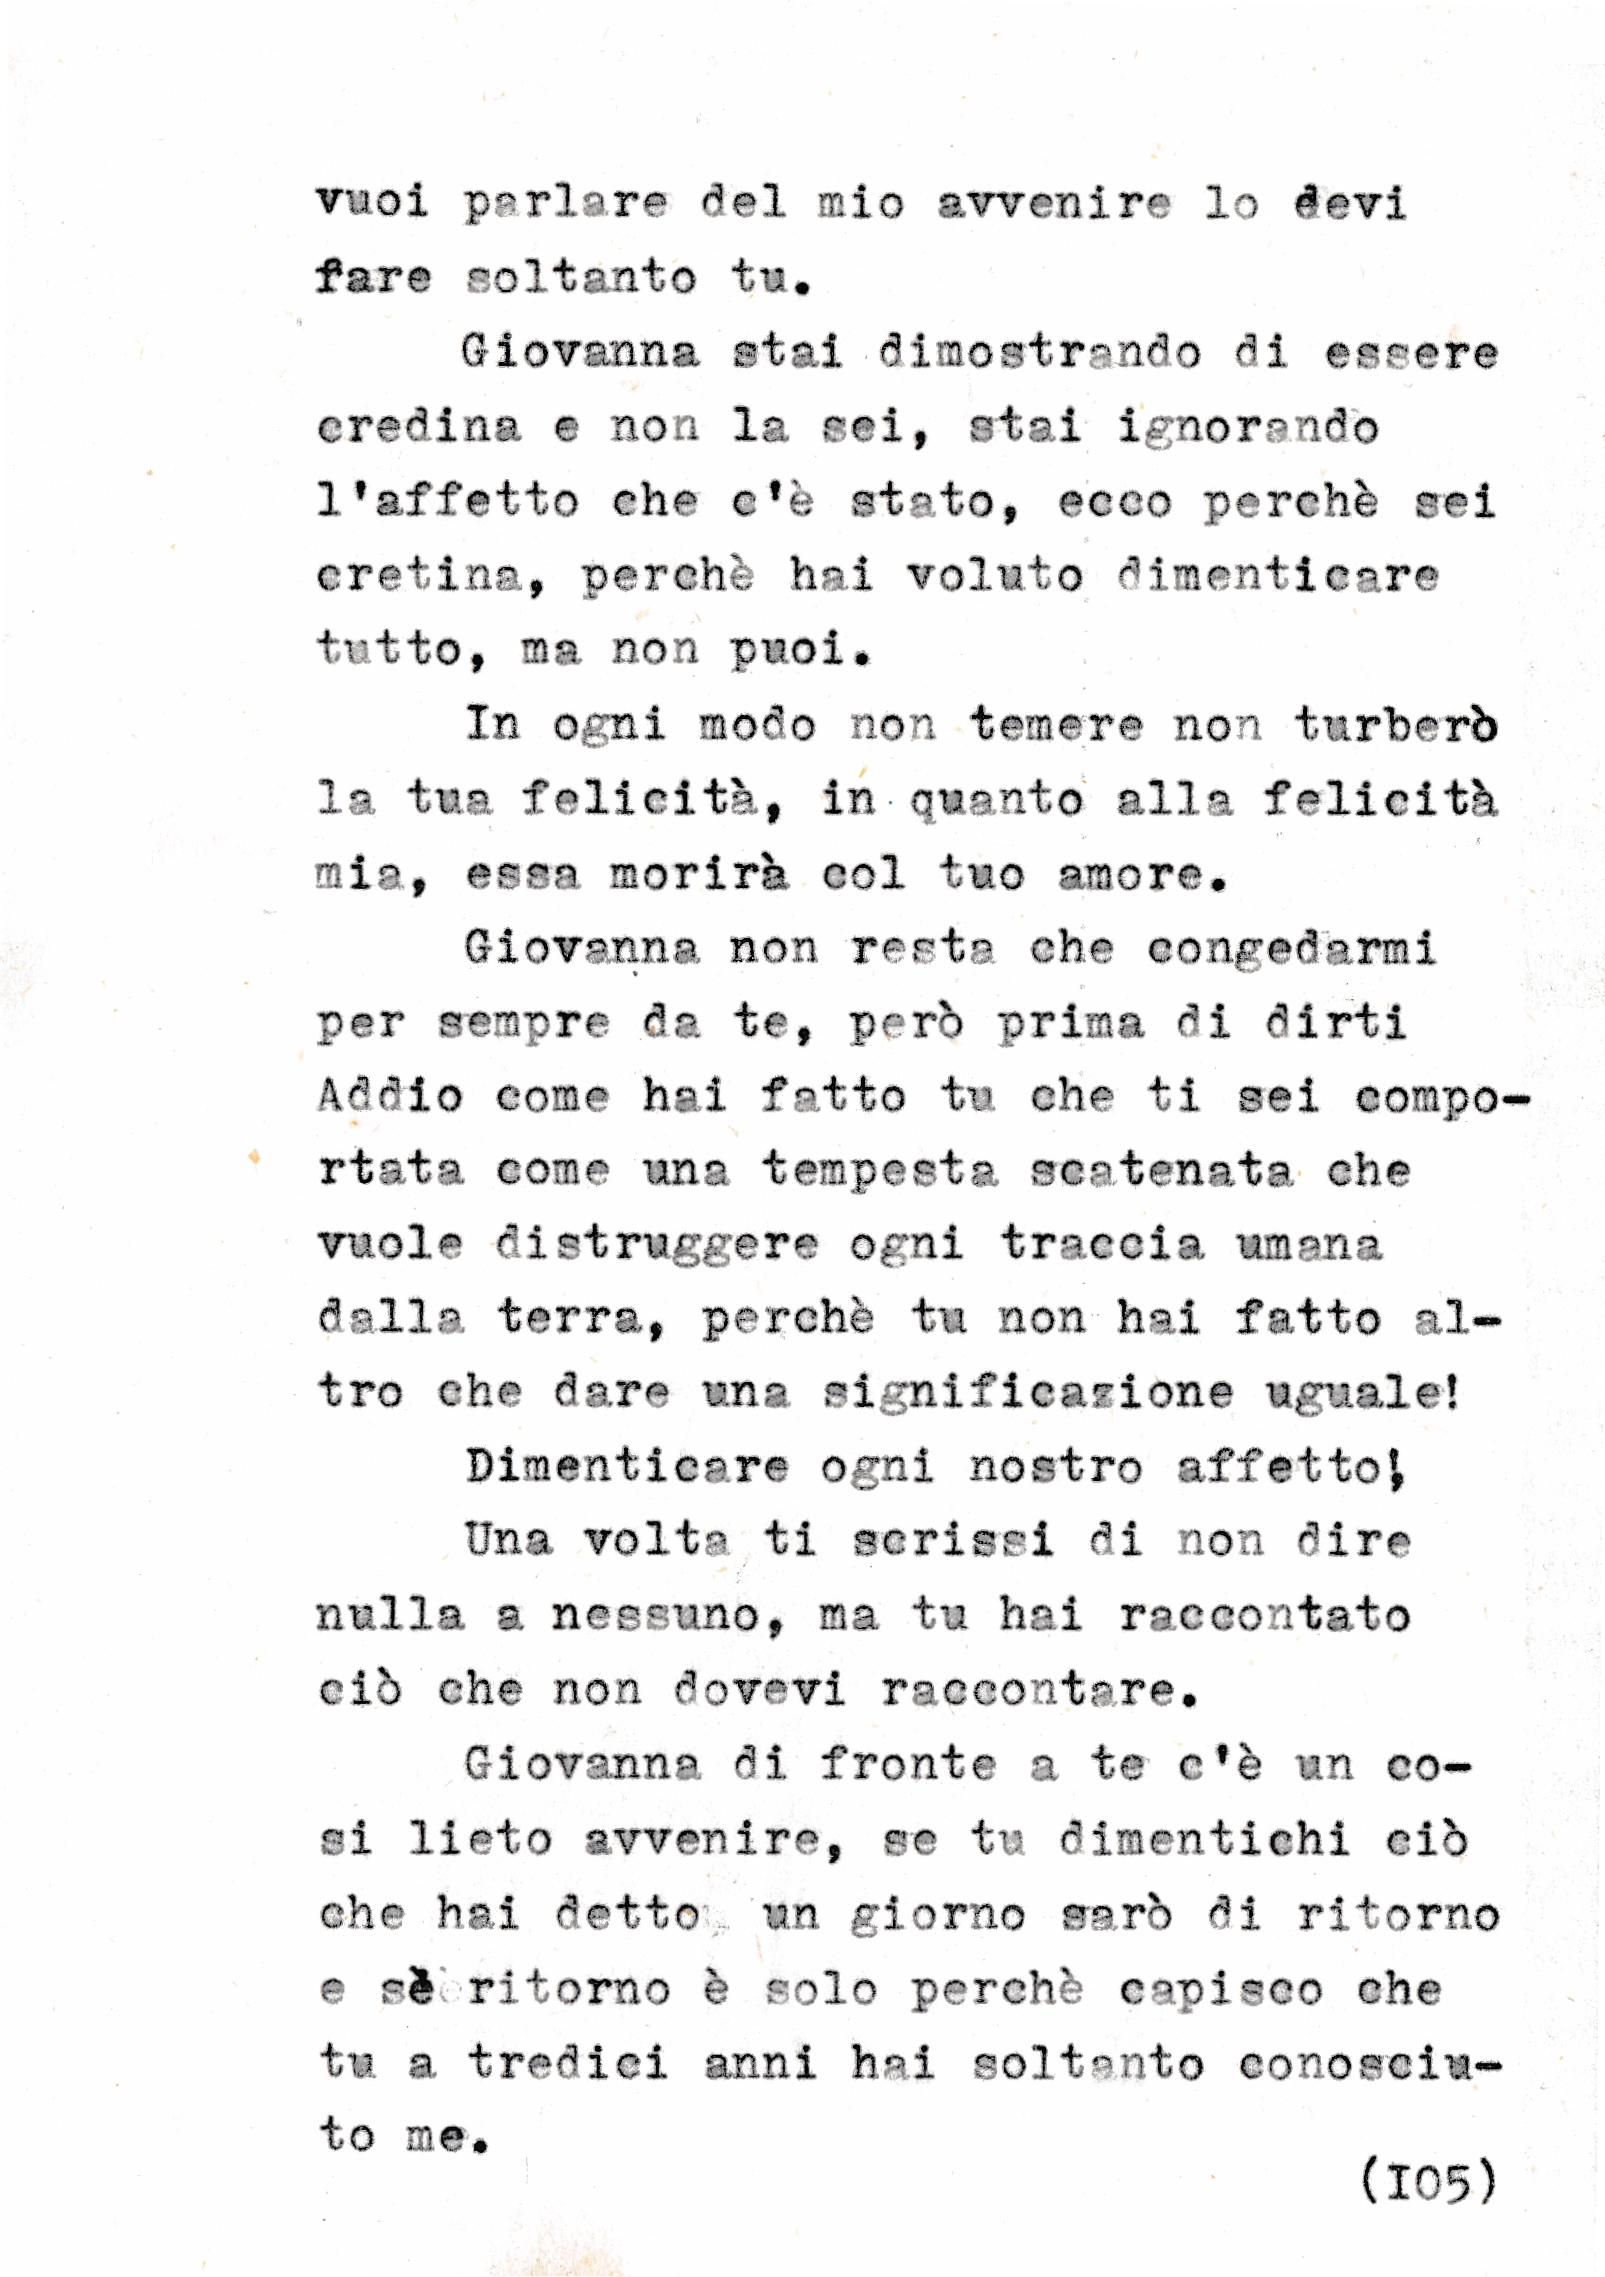 vuoi parlare del mio avvenire lo devi
fare soltanto tu.
Giovanna stai dimostrando di essere
credina e non la sei, stai ignorando
l'affetto che c'è stato, ecco perchè sei
cretina, perchè hai voluto dimenticare
tutto, ma non puoi.
In ogni modo non temere non turberò
la tua felicità, in quanto alla felicità
mia, essa morirà col tuo amore.
Giovanna non resta che congedarmi
per sempre da te, però prima di dirti
Addio come hai fatto tu che ti sei compo-
rtata come una tempesta scatenata che
vuole distruggere ogni traccia umana
dalla terra, perchè tu non hai fatto al-
tro che dare una significazione uguale!
Dimenticare ogni nostro affetto!
Una volta ti scrissi di non dire
nulla a nessuno, ma tu hai raccontato
ciò che non dovevi raccontare.
Giovanna di fronte a te c'è un co-
si lieto avvenire, se tu dimentichi ciò
che hai detto un giorno sarò di ritorno
e sè ritorno è solo perchè capisco che
tu a tredici anni hai soltanto conosciu-
to me.
(I05)